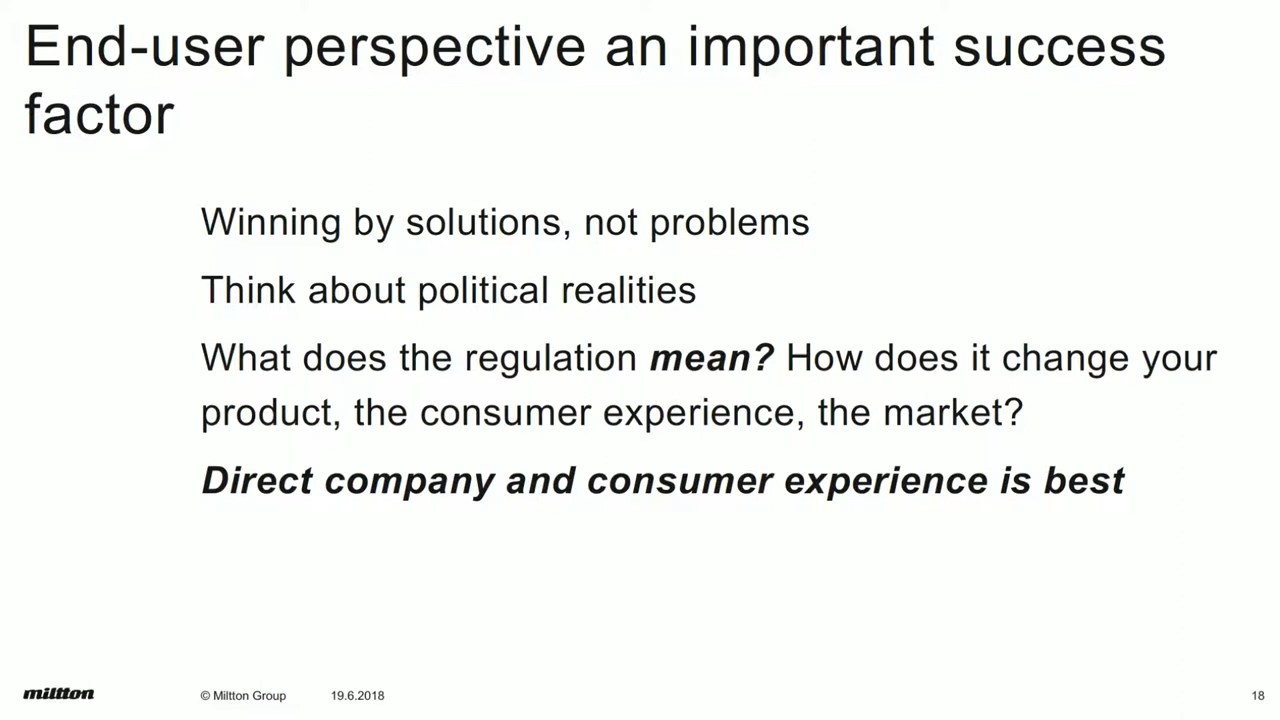 End-user perspective an important success
factor
Winning by solutions, not problems
Think about political realities
What does the regulation mean? How does it change your
product, the consumer experience, the market?
Direct company and consumer experience is best
miltton
© Miltton Group
19.6.2018
18